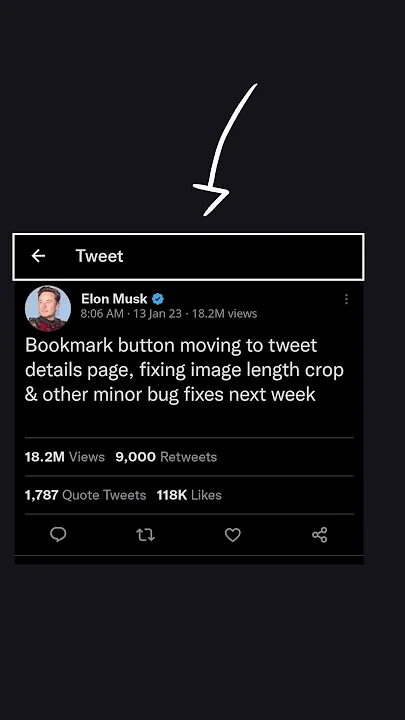 Tweet
Elon Musk
8:06 AM · 13 Jan 23 · 18.2M views
Bookmark button moving to tweet
details page, fixing image length crop
& other minor bug fixes next week
18.2M Views 9,000 Retweets
1,787 Quote Tweets 118K Likes